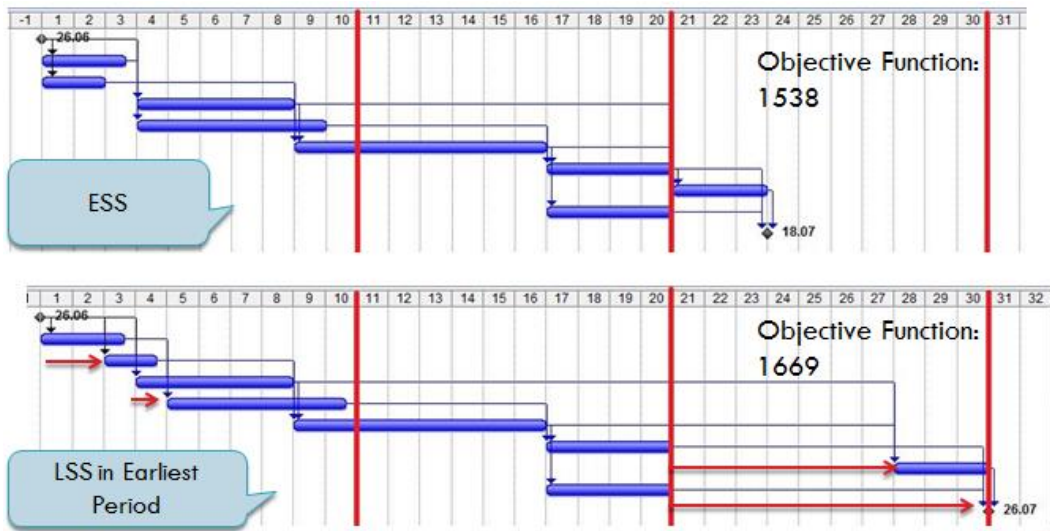 -1 1 2 3 4 5 6 7 8 9 10 11 12 13 14 15 16 17 18 19 20 21 22 23 24 25 26 27 28 29 30 31
26.06
Objective Function:
1538
ESS
18.07
1 2 3 4 5 6 7 8 9 10 11 12 13 14 15 16 17 18 19 20 21 22 23 24 25 26 27 28 29 30 31 32
26.06
Objective Function:
1669
LSS in Earliest
Period
26.07